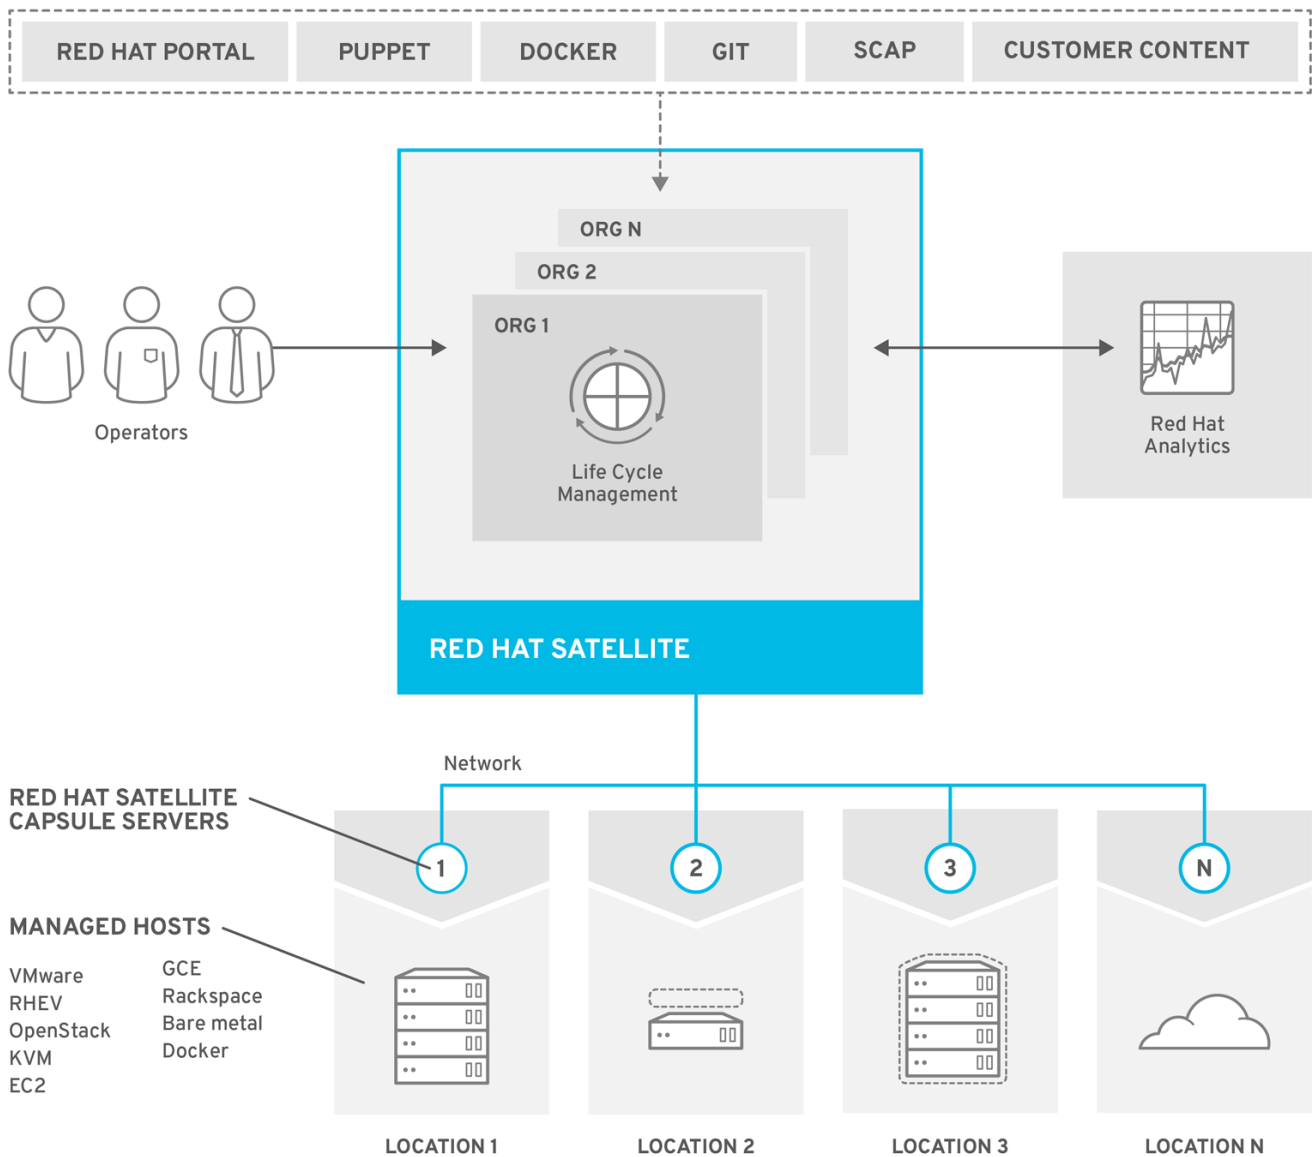 RED HAT PORTAL
PUPPET
DOCKER
GIT
SCAP
CUSTOMER CONTENT
ORG N
ORG 2
ORG 1
Life Cycle
Management
Operators
Red Hat
Analytics
RED HAT SATELLITE
Network
RED HAT SATELLITE
CAPSULE SERVERS
1
2
3
N
MANAGED HOSTS
VMware
RHEV
OpenStack
KVM
EC2
GCE
Rackspace
Bare metal
Docker
LOCATION 1
LOCATION 2
LOCATION 3
LOCATION N